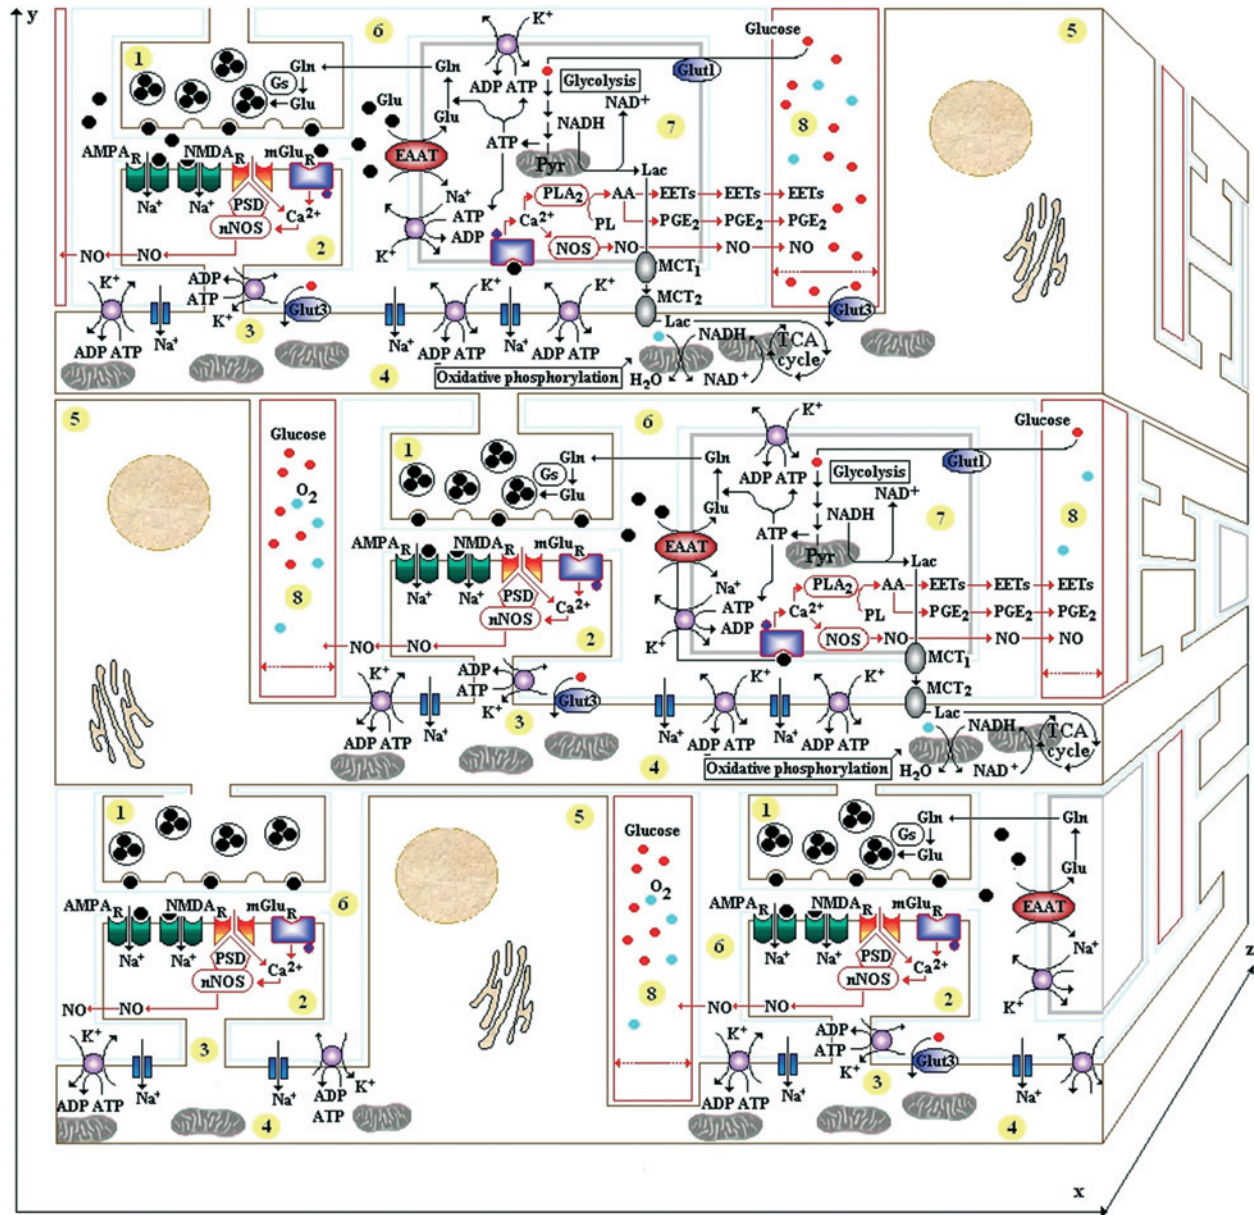 y
6
K+
Glucose
5
1
Gln
Gln
Glycolysis
Glut1
Gs
ADP ATP
NAD+
Glu
Glu
Glu
NADH
7
8
ATP
AMPA R
NMDA R
mGlu R
EAAT
Pyr
Lac
Na+
Na+
PSD
Ca2+
Na+
PLA2
AA
EETs
EETs
EETs
ATP
nNOS
Ca2+
PL
PGE2
PGE2
PGE2
ADP
NO
NO
2
K+
NOS
NO
NO
NO
K+
ADP
K+
K+
MCT1
ATP
K+
Glut3
MCT2
Glut3
ADP ATP
Na+
3
Na+
ADP ATP
Na+
ADP ATP
Lac
NADH
TCA
cycle
4
Oxidative phosphorylation
H2O
NAD+
5
Glucose
6
K+
Glucose
1
Gln
Gln
Glycolysis
Glut1
O2
Gs
ADP ATP
NAD+
Glu
Glu
NADH
7
8
ATP
AMPA R
NMDA R
mGlu R
EAAT
Pyr
Lac
8
Na+
Na+
PSD
Ca2+
Na+
PLA2
AA
EETs
EETs
EETs
ATP
nNOS
Ca2+
PL
PGE2
PGE2
PGE2
ADP
NO
NO
2
K+
NOS
NO
NO
NO
K+
ADP
K+
K+
MCT1
ATP
K+
Glut3
MCT2
ADP ATP
Na+
3
Na+
ADP ATP
Na+
ADP ATP
Lac
NADH
TCA
cycle
4
Oxidative phosphorylation
H2O
NAD+
1
5
1
Gln
Gln
Glucose
Gs
Glu
Glu
O2
AMPA R
NMDA R
mGlu R
6
AMPA R
NMDA R
mGlu R
EAAT
6
Na+
Na+
PSD
Ca2+
Na+
Na+
PSD
Ca2+
Na+
nNOS
8
nNOS
NO
NO
2
NO
NO
2
K+
K+
ADP
K+
3
ATP
K+
Glut3
K+
ADP ATP
Na+
Na+
ADP
ATP
3
ADP ATP
Na+
Na+
4
4
z
x